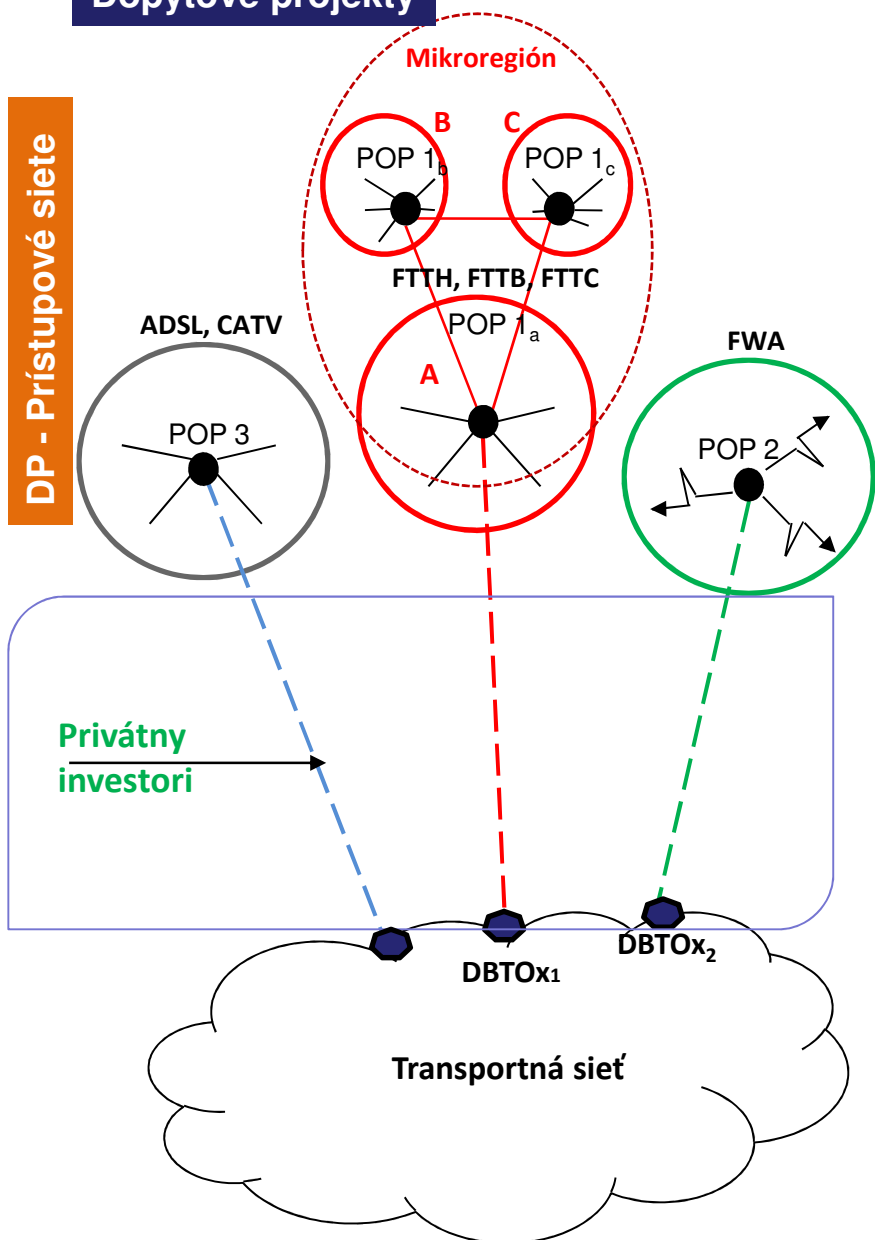 Dopytové projekty
Mikroregión
B
C
POP 1b
POP 1c
FTTH, FTTB, FTTC
ADSL, CATV
POP 1a
FWA
A
POP 3
POP 2
DP - Prístupové siete
Privátny
investori
DBTOx1
DBTOx2
Transportná sieť